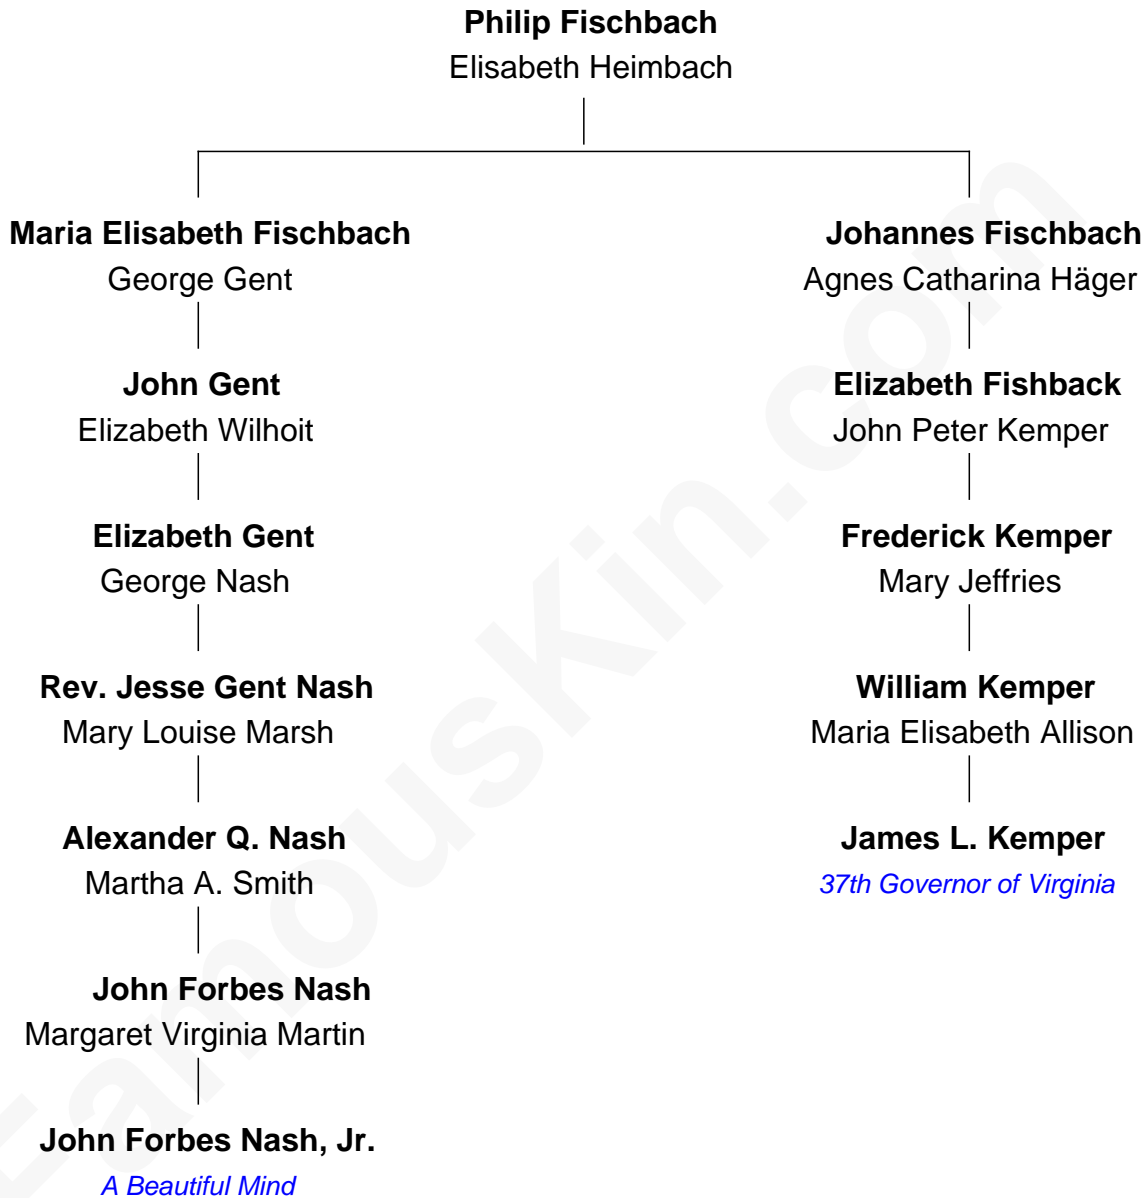 Philip Fischbach
Elisabeth Heimbach
Maria Elisabeth Fischbach
George Gent
Johannes Fischbach
Agnes Catharina Häger
John Gent
Elizabeth Wilhoit
Elizabeth Fishback
John Peter Kemper
Elizabeth Gent
George Nash
Frederick Kemper
Mary Jeffries
Rev. Jesse Gent Nash
Mary Louise Marsh
William Kemper
Maria Elisabeth Allison
Alexander Q. Nash
Martha A. Smith
James L. Kemper
37th Governor of Virginia
John Forbes Nash
Margaret Virginia Martin
John Forbes Nash, Jr.
A Beautiful Mind
FamousKin.com